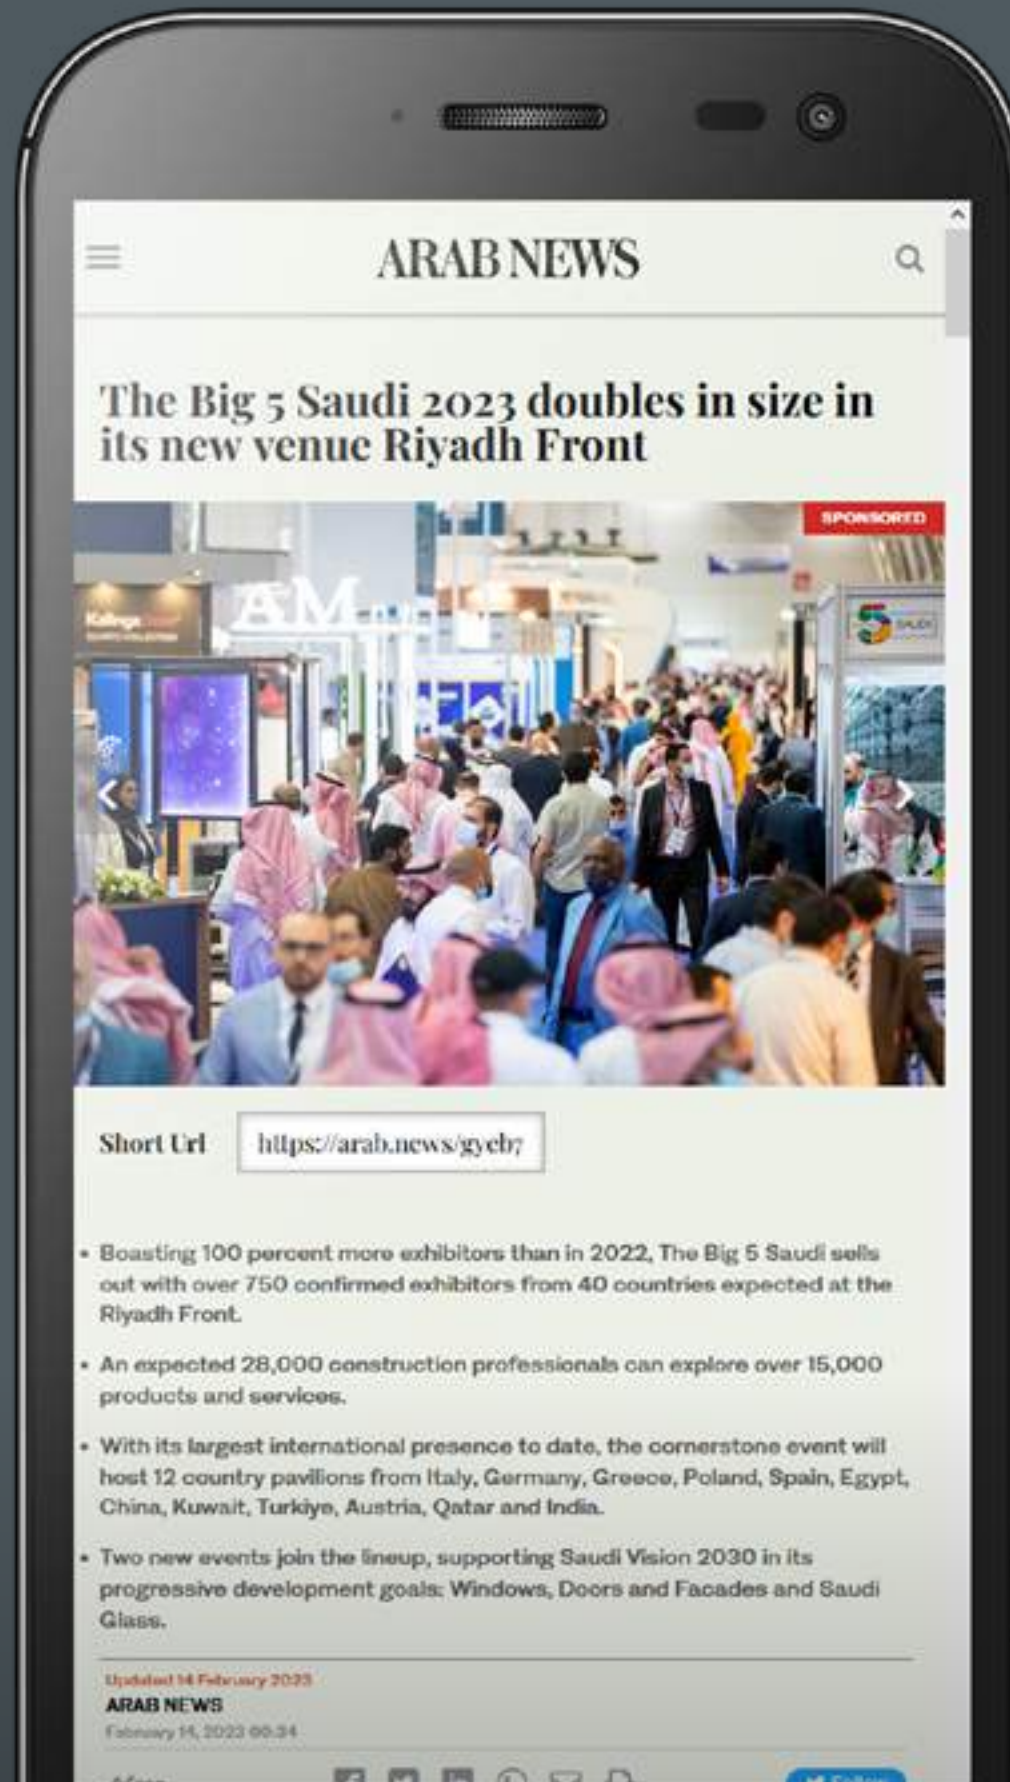 ARAB NEWS
The Big 5 Saudi 2023 doubles in size in
its new venue Riyadh Front
SPONSORED
Kalinga
AM
5 SAUDI
Short Url https://arab.news/gyeb7
• Boasting 100 percent more exhibitors than in 2022, The Big 5 Saudi sells
out with over 750 confirmed exhibitors from 40 countries expected at the
Riyadh Front.
• An expected 28,000 construction professionals can explore over 15,000
products and services.
• With its largest international presence to date, the cornerstone event will
host 12 country pavilions from Italy, Germany, Greece, Poland, Spain, Egypt,
China, Kuwait, Turkiye, Austria, Qatar and India.
• Two new events join the lineup, supporting Saudi Vision 2030 in its
progressive development goals: Windows, Doors and Facades and Saudi
Glass.
Updated 14 February 2023
ARAB NEWS
February 14, 2023 00:34
Follow